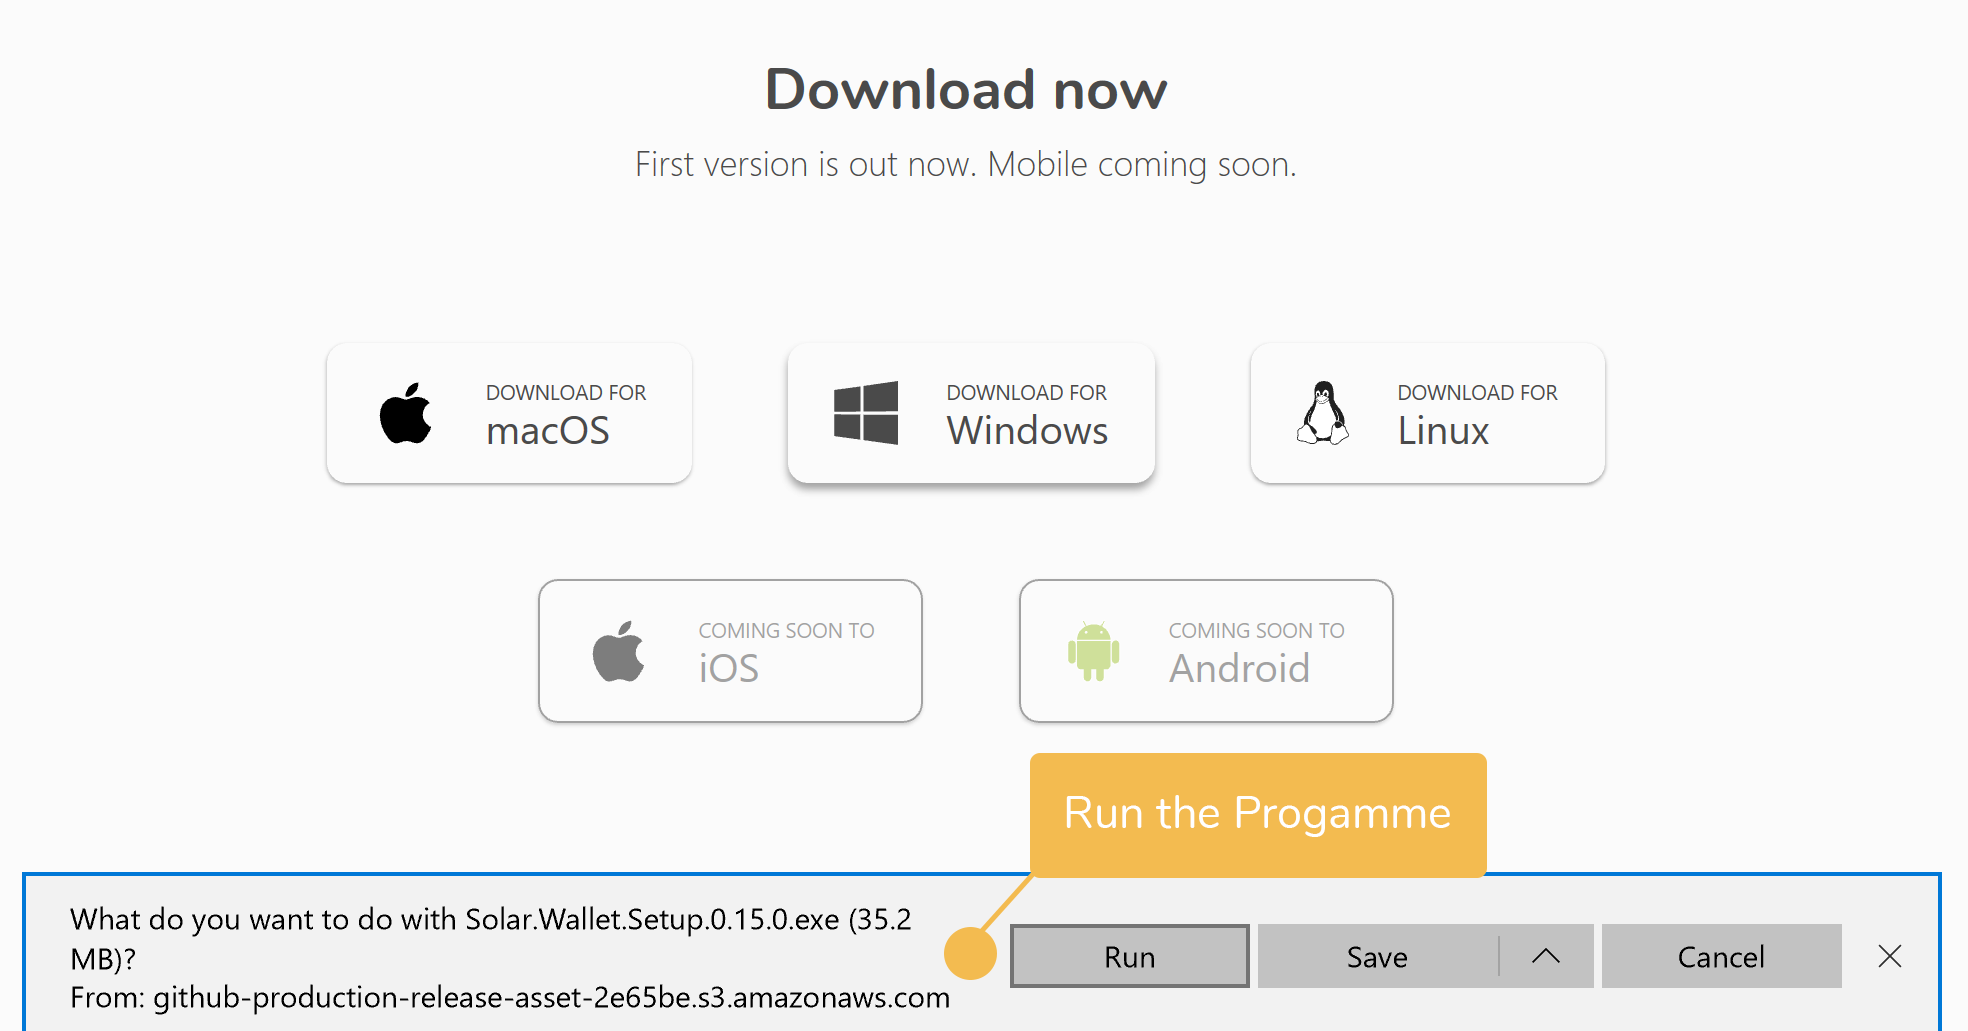 Download now
First version is out now. Mobile coming soon.
DOWNLOAD FOR
macOS
DOWNLOAD FOR
Windows
DOWNLOAD FOR
Linux
COMING SOON TO
iOS
COMING SOON TO
Android
Run the Progamme
What do you want to do with Solar.Wallet.Setup.0.15.0.exe (35.2
MB)?
From: github-production-release-asset-2e65be.s3.amazonaws.com
Run
Save
Cancel